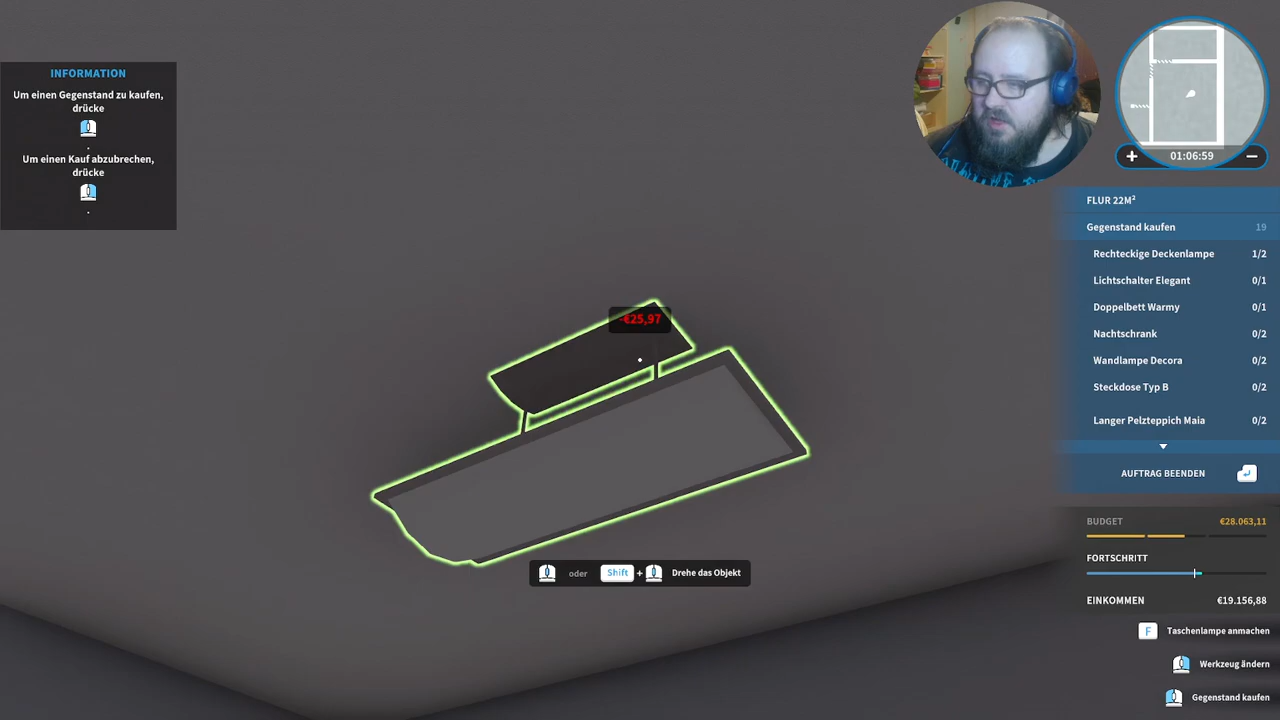 INFORMATION
Um einen Gegenstand zu kaufen,
drücke
.
Um einen Kauf abzubrechen,
drücke
.
-€25,97
oder Shift + Drehe das Objekt
+ 01:06:59 −
FLUR 22M²
Gegenstand kaufen 19
Rechteckige Deckenlampe 1/2
Lichtschalter Elegant 0/1
Doppelbett Warmy 0/1
Nachtschrank 0/2
Wandlampe Decora 0/2
Steckdose Typ B 0/2
Langer Pelzteppich Maia 0/2
AUFTRAG BEENDEN
BUDGET €28.063,11
FORTSCHRITT
EINKOMMEN €19.156,88
F Taschenlampe anmachen
Werkzeug ändern
Gegenstand kaufen